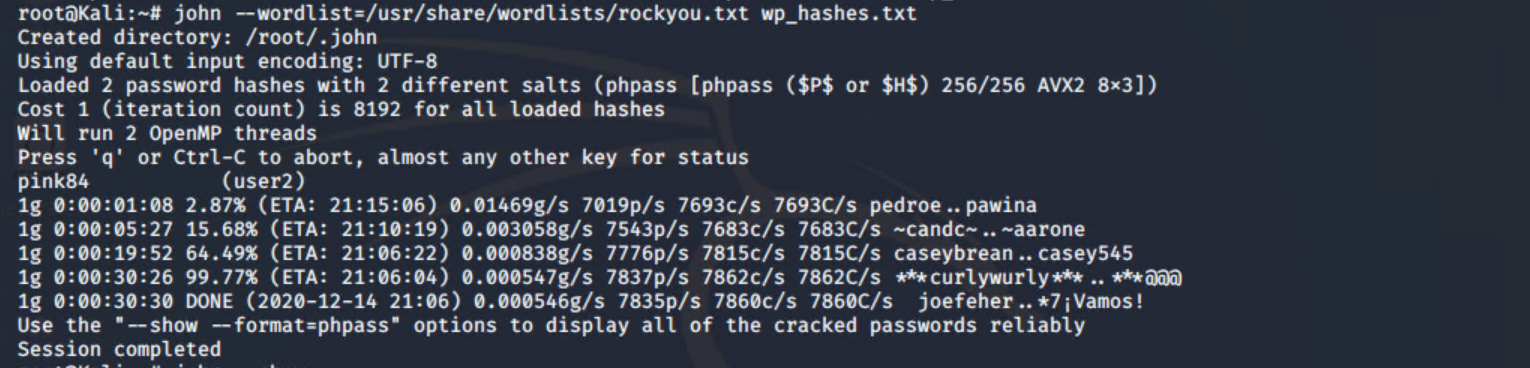 root@Kali:~# john --wordlist=/usr/share/wordlists/rockyou.txt wp_hashes.txt
Created directory: /root/.john
Using default input encoding: UTF-8
Loaded 2 password hashes with 2 different salts (phpass [phpass ($P$ or $H$) 256/256 AVX2 8×3])
Cost 1 (iteration count) is 8192 for all loaded hashes
Will run 2 OpenMP threads
Press 'q' or Ctrl-C to abort, almost any other key for status
pink84           (user2)
1g 0:00:01:08 2.87% (ETA: 21:15:06) 0.01469g/s 7019p/s 7693c/s 7693C/s pedroe..pawina
1g 0:00:05:27 15.68% (ETA: 21:10:19) 0.003058g/s 7543p/s 7683c/s 7683C/s ~candc~..~aarone
1g 0:00:19:52 64.49% (ETA: 21:06:22) 0.000838g/s 7776p/s 7815c/s 7815C/s caseybrean..casey545
1g 0:00:30:26 99.77% (ETA: 21:06:04) 0.000547g/s 7837p/s 7862c/s 7862C/s ***curlywurly***..***@@@
1g 0:00:30:30 DONE (2020-12-14 21:06) 0.000546g/s 7835p/s 7860c/s 7860C/s  joefeher..*7¡Vamos!
Use the "--show --format=phpass" options to display all of the cracked passwords reliably
Session completed